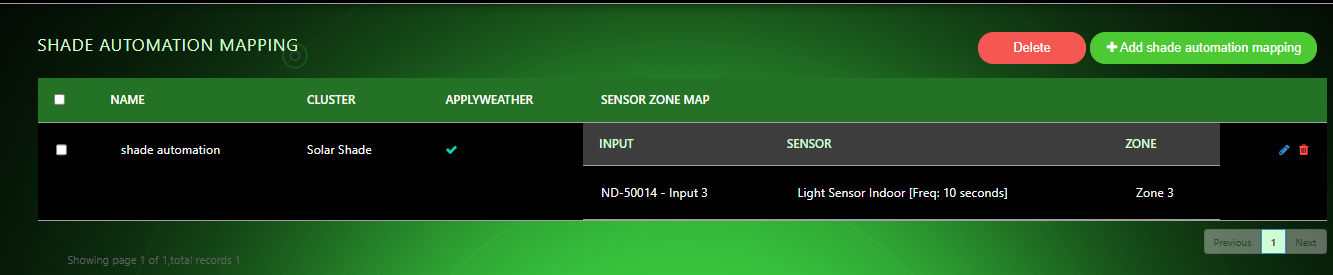 SHADE AUTOMATION MAPPING
Delete
Add shade automation mapping
NAME CLUSTER APPLYWEATHER SENSOR ZONE MAP
INPUT SENSOR ZONE
shade automation Solar Shade
ND-50014 - Input 3 Light Sensor Indoor [Freq: 10 seconds] Zone 3
Previous 1 Next
Showing page 1 of 1,total records 1